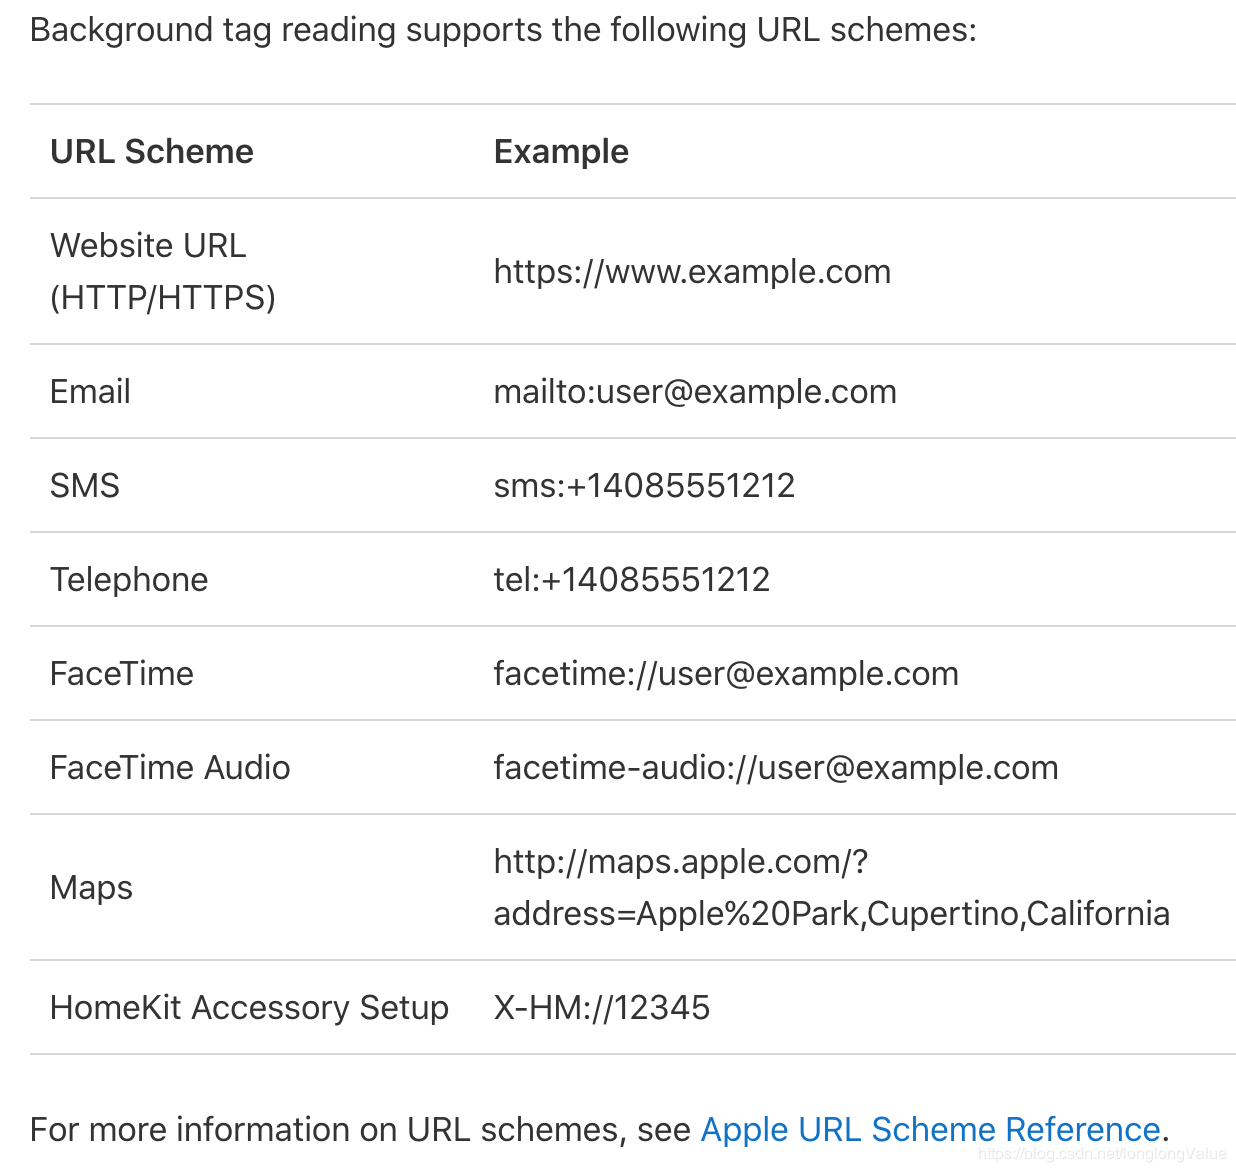 Background tag reading supports the following URL schemes:
URL Scheme Example
Website URL
(HTTP/HTTPS)
https://www.example.com
Email mailto:user@example.com
SMS sms:+14085551212
Telephone tel:+14085551212
FaceTime facetime://user@example.com
FaceTime Audio facetime-audio://user@example.com
Maps
http://maps.apple.com/?
address=Apple%20Park,Cupertino,California
HomeKit Accessory Setup X-HM://12345
For more information on URL schemes, see Apple URL Scheme Reference.
https://blog.csdn.net/longlongValue